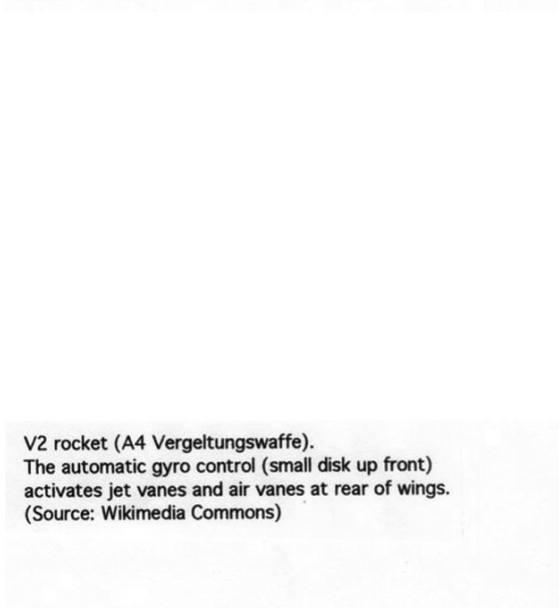 V2 rocket (A4 Vergeltungswaffe).
The automatic gyro control (small disk up front)
activates jet vanes and air vanes at rear of wings.
(Source: Wikimedia Commons)